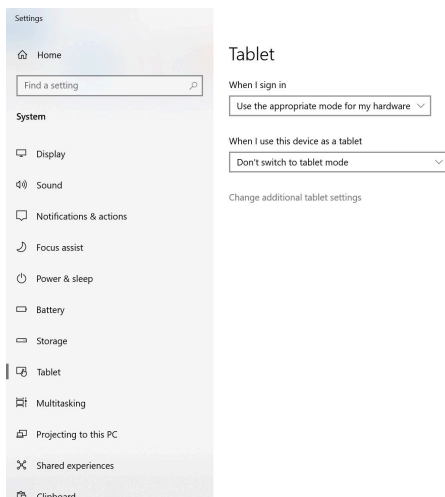 Settings
Home
Find a setting
System
Display
Sound
Notifications & actions
Focus assist
Power & sleep
Battery
Storage
Tablet
Multitasking
Projecting to this PC
Shared experiences
Clipboard
Tablet
When I sign in
Use the appropriate mode for my hardware
When I use this device as a tablet
Don't switch to tablet mode
Change additional tablet settings